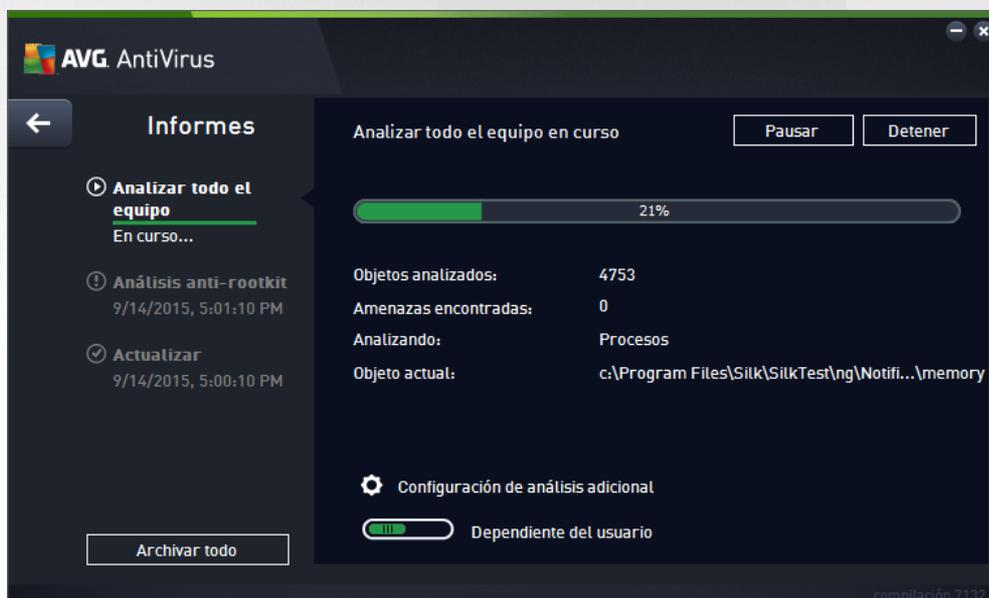 AVG. AntiVirus
Informes
Analizar todo el
equipo
En curso...
Análisis anti-rootkit
9/14/2015, 5:01:10 PM
Actualizar
9/14/2015, 5:00:10 PM
Archivar todo
Analizar todo el equipo en curso
Pausar
Detener
21%
Objetos analizados: 4753
Amenazas encontradas: 0
Analizando: Procesos
Objeto actual: c:\Program Files\Silk\SilkTest\ng\Notifi...\memory
Configuración de análisis adicional
Dependiente del usuario
compilación 7132